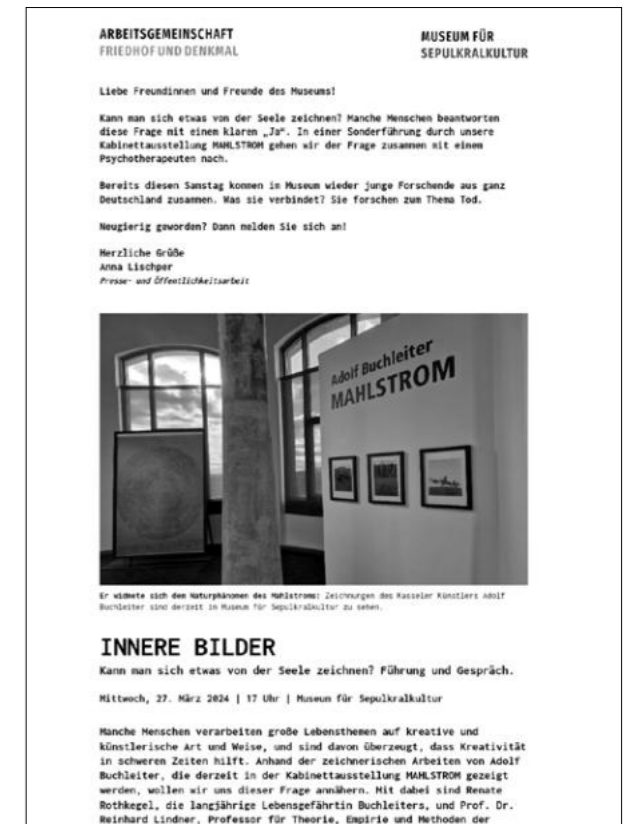 ARBEITSGEMEINSCHAFT
FRIEDHOF UND DENKMAL
MUSEUM FÜR
SEPULKRALKULTUR
Liebe Freundinnen und Freunde des Museums!
Kann man sich etwas von der Seele zeichnen? Manche Menschen beantworten
diese Frage mit einem klaren „Ja“. In einer Sonderführung durch unsere
Kabinettausstellung MAHLSTROM gehen wir der Frage zusammen mit einem
Psychotherapeuten nach.
Bereits diesen Samstag kommen im Museum wieder junge Forschende aus ganz
Deutschland zusammen. Was sie verbindet? Sie forschen zum Thema Tod.
Neugierig geworden? Dann melden Sie sich an!
Herzliche Grüße
Anna Lischper
Presse- und Öffentlichkeitsarbeit
Adolf Buchleiter
MAHLSTROM
Er widmete sich dem Naturphänomen des Mahlstroms: Zeichnungen des Kasseler Künstlers Adolf
Buchleiter sind derzeit im Museum für Sepulkralkultur zu sehen.
INNERE BILDER
Kann man sich etwas von der Seele zeichnen? Führung und Gespräch.
Mittwoch, 27. März 2024 | 17 Uhr | Museum für Sepulkralkultur
Manche Menschen verarbeiten große Lebensthemen auf kreative und
künstlerische Art und Weise, und sind davon überzeugt, dass Kreativität
in schweren Zeiten hilft. Anhand der zeichnerischen Arbeiten von Adolf
Buchleiter, die derzeit in der Kabinettausstellung MAHLSTROM gezeigt
werden, wollen wir uns dieser Frage annähern. Mit dabei sind Renate
Rothkegel, die langjährige Lebensgefährtin Buchleiters, und Prof. Dr.
Reinhard Lindner, Professor für Theorie, Empirie und Methoden der